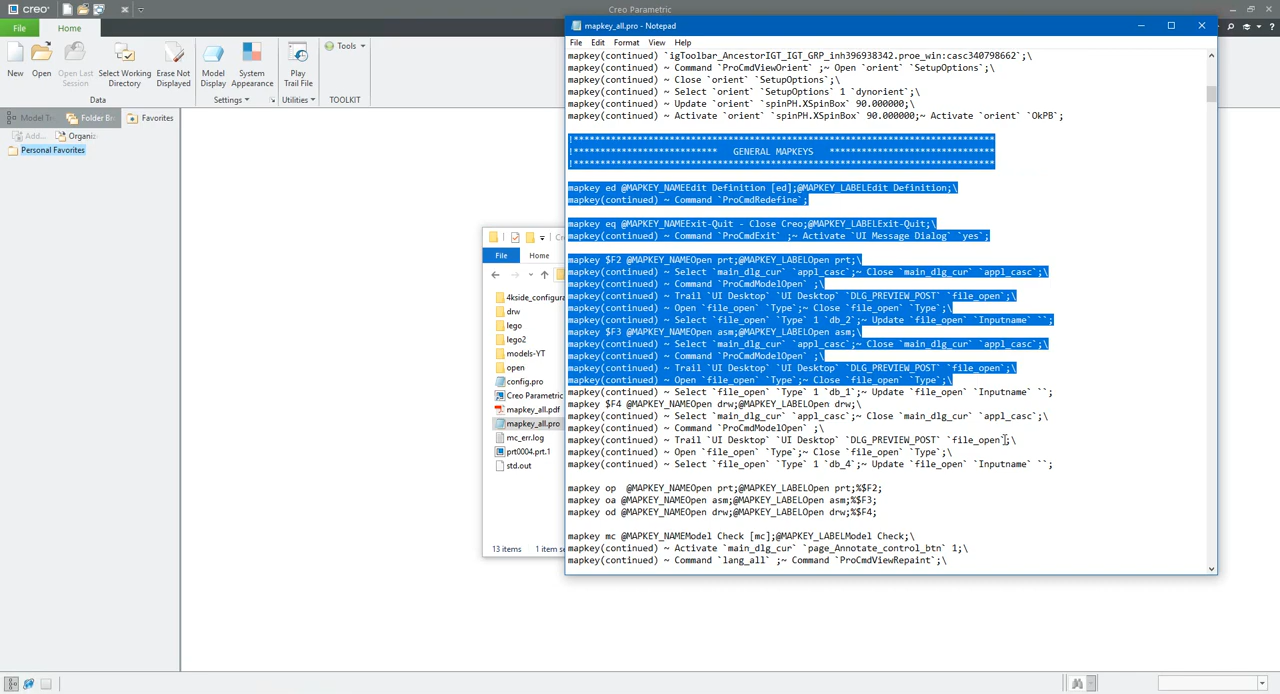 creo
Creo Parametric
File
Home
New
Open
Open Last
Session
Select Working
Directory
Erase Not
Displayed
Model
Display
System
Appearance
Play
Trail File
Tools
Data
Settings
Utilities
TOOLKIT
Model Tr
Folder Br
Favorites
Add...
Organiz
Personal Favorites
File
Home
4kside_configura
drw
lego
lego2
models-YT
open
config.pro
Creo Parametric
mapkey_all.pdf
mapkey_all.pro
mc_err.log
prt0004.prt.1
std.out
13 items
1 item se
mapkey_all.pro - Notepad
File Edit Format View Help
mapkey(continued) `igToolbar_AncestorIGT_IGT_GRP_inh396938342.proe_win:casc340798662`;\
mapkey(continued) ~ Command `ProCmdViewOrient` ;~ Open `orient` `SetupOptions`;\
mapkey(continued) ~ Close `orient` `SetupOptions`;\
mapkey(continued) ~ Select `orient` `SetupOptions` 1 `dynorient`;\
mapkey(continued) ~ Update `orient` `spinPH.XSpinBox` `90.000000`;\
mapkey(continued) ~ Activate `orient` `spinPH.XSpinBox` 90.000000;~ Activate `orient` `OkPB`;
GENERAL MAPKEYS
mapkey ed @MAPKEY_NAMEEdit Definition [ed];@MAPKEY_LABELEdit Definition;\
mapkey(continued) ~ Command `ProCmdRedefine`;
mapkey eq @MAPKEY_NAMEExit-Quit - Close Creo;@MAPKEY_LABELExit-Quit;\
mapkey(continued) ~ Command `ProCmdExit` ;~ Activate `UI Message Dialog` `yes`;
mapkey $F2 @MAPKEY_NAMEOpen prt;@MAPKEY_LABELOpen prt;\
mapkey(continued) ~ Select `main_dlg_cur` `appl_casc`;~ Close `main_dlg_cur` `appl_casc`;\
mapkey(continued) ~ Command `ProCmdModelOpen` ;\
mapkey(continued) ~ Trail `UI Desktop` `UI Desktop` `DLG_PREVIEW_POST` `file_open`;\
mapkey(continued) ~ Open `file_open` `Type`;~ Close `file_open` `Type`;\
mapkey(continued) ~ Select `file_open` `Type` 1 `db_2`;~ Update `file_open` `Inputname` ``;
mapkey $F3 @MAPKEY_NAMEOpen asm;@MAPKEY_LABELOpen asm;\
mapkey(continued) ~ Select `main_dlg_cur` `appl_casc`;~ Close `main_dlg_cur` `appl_casc`;\
mapkey(continued) ~ Command `ProCmdModelOpen` ;\
mapkey(continued) ~ Trail `UI Desktop` `UI Desktop` `DLG_PREVIEW_POST` `file_open`;\
mapkey(continued) ~ Open `file_open` `Type`;~ Close `file_open` `Type`;\
mapkey(continued) ~ Select `file_open` `Type` 1 `db_1`;~ Update `file_open` `Inputname` ``;
mapkey $F4 @MAPKEY_NAMEOpen drw;@MAPKEY_LABELOpen drw;\
mapkey(continued) ~ Select `main_dlg_cur` `appl_casc`;~ Close `main_dlg_cur` `appl_casc`;\
mapkey(continued) ~ Command `ProCmdModelOpen` ;\
mapkey(continued) ~ Trail `UI Desktop` `UI Desktop` `DLG_PREVIEW_POST` `file_open`;\
mapkey(continued) ~ Open `file_open` `Type`;~ Close `file_open` `Type`;\
mapkey(continued) ~ Select `file_open` `Type` 1 `db_4`;~ Update `file_open` `Inputname` ``;
mapkey op @MAPKEY_NAMEOpen prt;@MAPKEY_LABELOpen prt;%$F2;
mapkey oa @MAPKEY_NAMEOpen asm;@MAPKEY_LABELOpen asm;%$F3;
mapkey od @MAPKEY_NAMEOpen drw;@MAPKEY_LABELOpen drw;%$F4;
mapkey mc @MAPKEY_NAMEModel Check [mc];@MAPKEY_LABELModel Check;\
mapkey(continued) ~ Activate `main_dlg_cur` `page_Annotate_control_btn` 1;\
mapkey(continued) ~ Command `lang_all` ;~ Command `ProCmdViewRepaint`;\